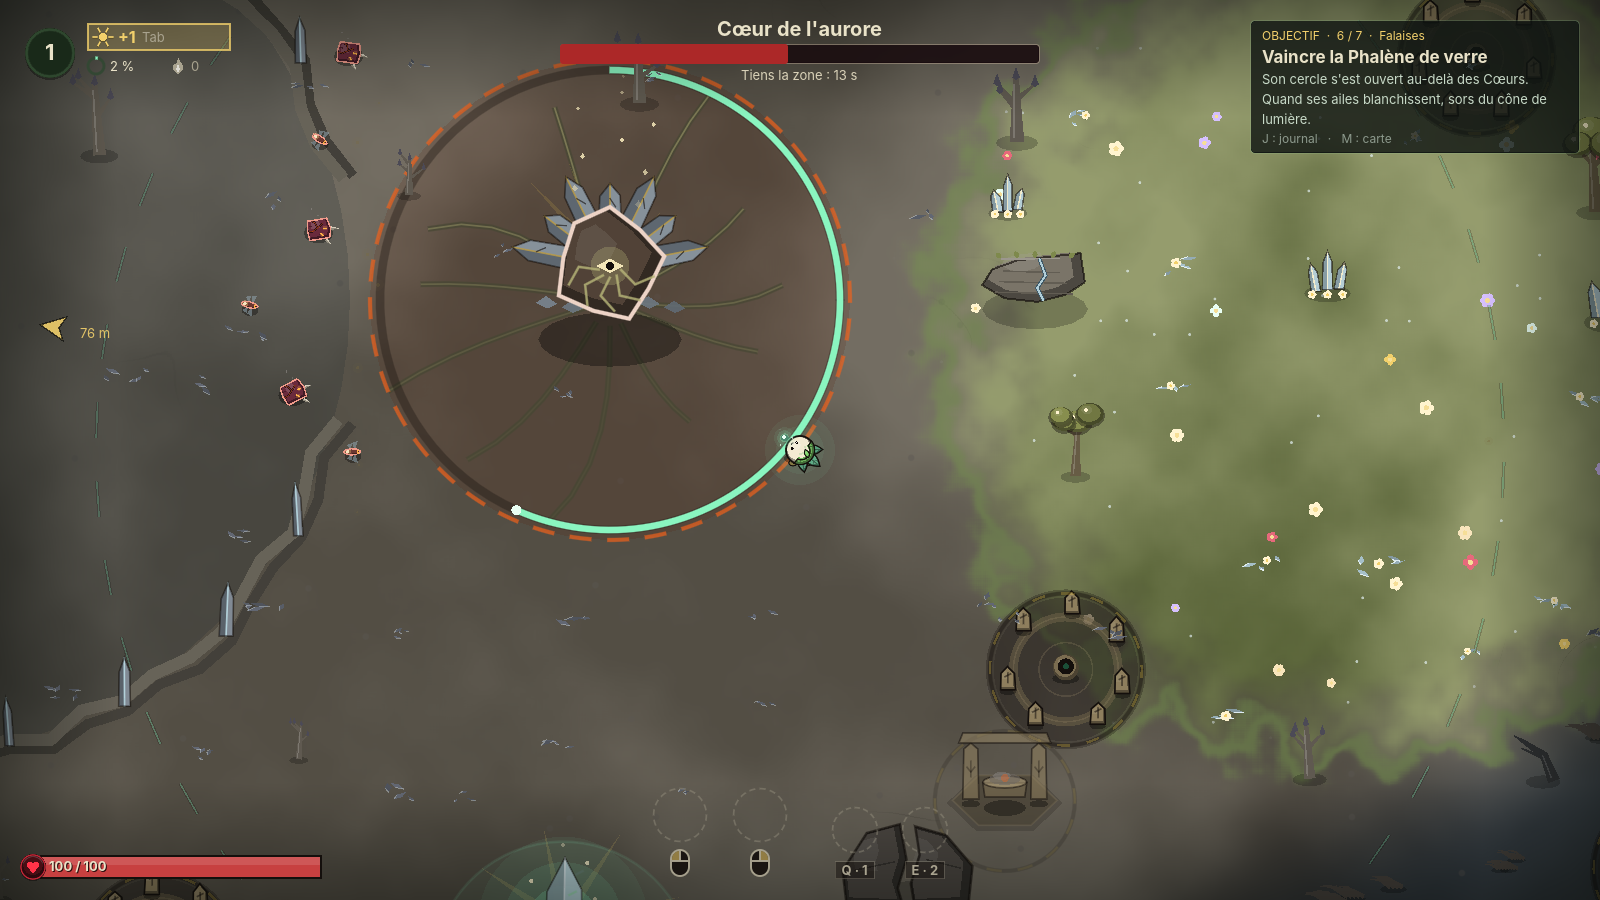 1
+1 Tab
2 %
0
Cœur de l'aurore
Tiens la zone : 13 s
OBJECTIF · 6 / 7 · Falaises
Vaincre la Phalène de verre
Son cercle s'est ouvert au-delà des Cœurs.
Quand ses ailes blanchissent, sors du cône de
lumière.
J : journal · M : carte
76 m
100 / 100
Q · 1
E · 2